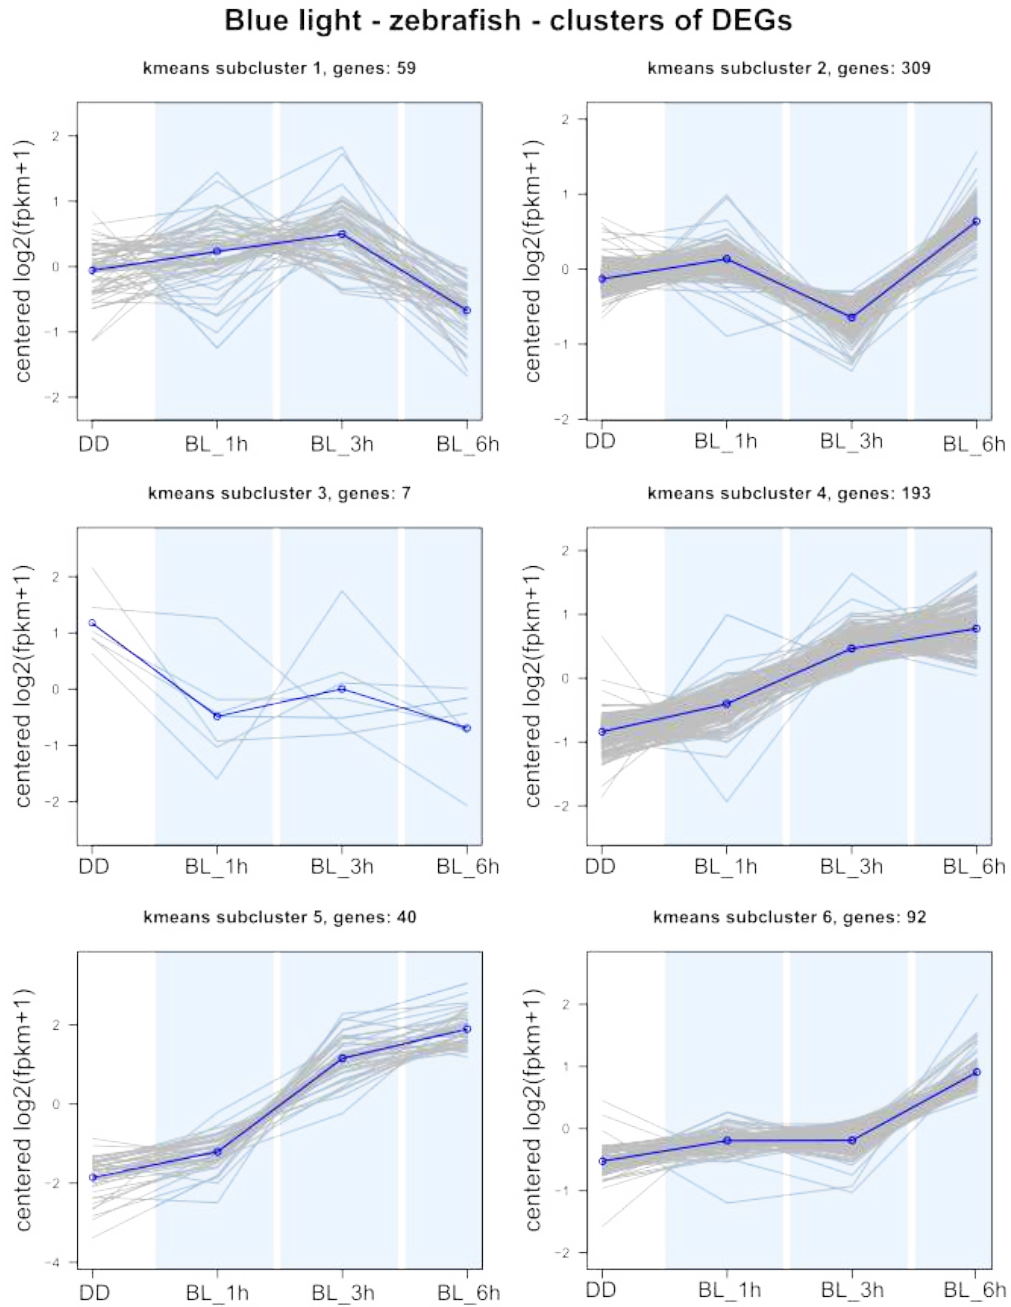 Blue light - zebrafish - clusters of DEGs
kmeans subcluster 1, genes: 59
centered log2(fpkm+1)
2
1
0
−1
−2
DD BL_1h BL_3h BL_6h
kmeans subcluster 2, genes: 309
centered log2(fpkm+1)
2
1
0
−1
−2
DD BL_1h BL_3h BL_6h
kmeans subcluster 3, genes: 7
centered log2(fpkm+1)
2
1
0
−1
−2
DD BL_1h BL_3h BL_6h
kmeans subcluster 4, genes: 193
centered log2(fpkm+1)
2
1
0
−1
−2
DD BL_1h BL_3h BL_6h
kmeans subcluster 5, genes: 40
centered log2(fpkm+1)
2
0
−2
−4
DD BL_1h BL_3h BL_6h
kmeans subcluster 6, genes: 92
centered log2(fpkm+1)
2
1
0
−1
−2
DD BL_1h BL_3h BL_6h